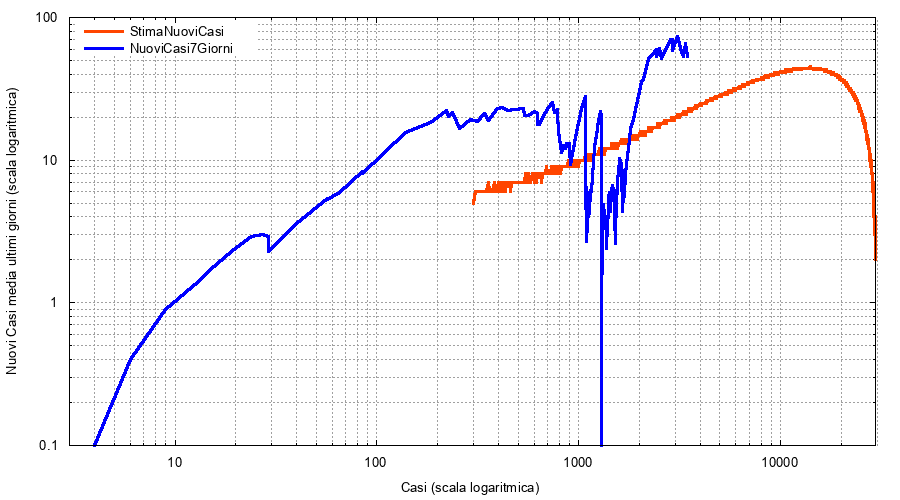 StimaNuoviCasi
NuoviCasi7Giorni
Nuovi Casi media ultimi giorni (scala logaritmica)
100
10
1
0.1
10
100
1000
10000
Casi (scala logaritmica)